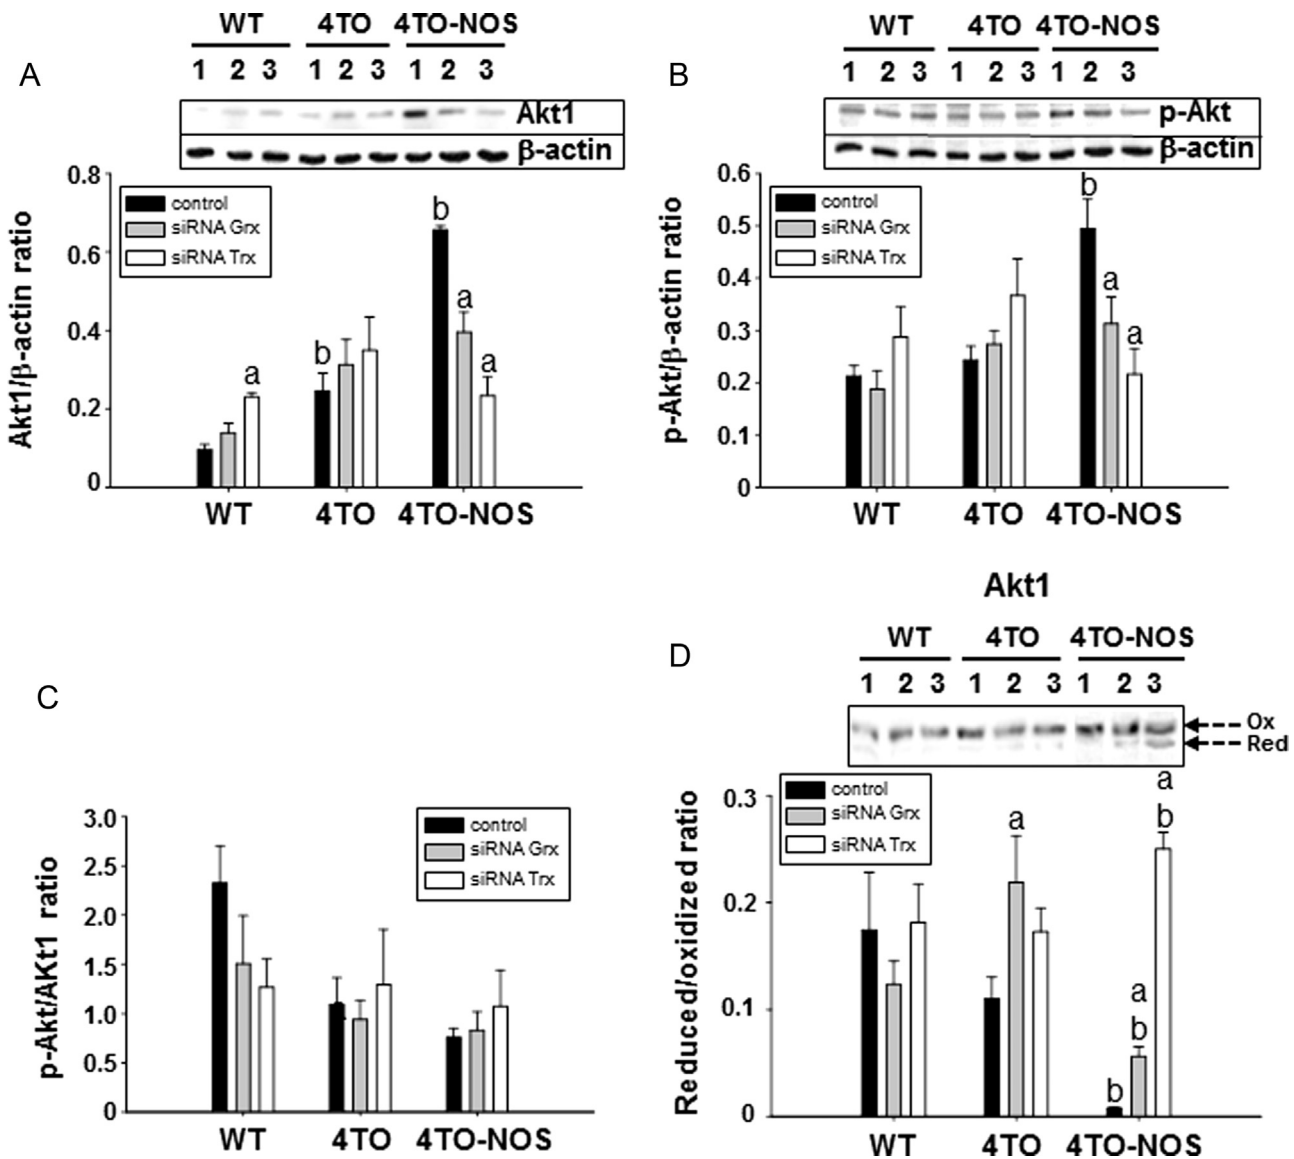 A
WT 4TO 4TO-NOS
1 2 3 1 2 3 1 2 3
Akt1
β-actin
0.8
0.6
0.4
0.2
0
Akt1/β-actin ratio
control
siRNA Grx
siRNA Trx
a
b
b
a
a
WT 4TO 4TO-NOS
B
WT 4TO 4TO-NOS
1 2 3 1 2 3 1 2 3
p-Akt
β-actin
0.6
0.5
0.4
0.3
0.2
0.1
0
p-Akt/β-actin ratio
control
siRNA Grx
siRNA Trx
b
a
a
WT 4TO 4TO-NOS
C
3.0
2.5
2.0
1.5
1.0
0.5
0
p-Akt/AKt1 ratio
control
siRNA Grx
siRNA Trx
WT 4TO 4TO-NOS
D
Akt1
WT 4TO 4TO-NOS
1 2 3 1 2 3 1 2 3
Ox
Red
0.3
0.2
0.1
0
Reduced/oxidized ratio
control
siRNA Grx
siRNA Trx
a
b
a
b
a
b
WT 4TO 4TO-NOS